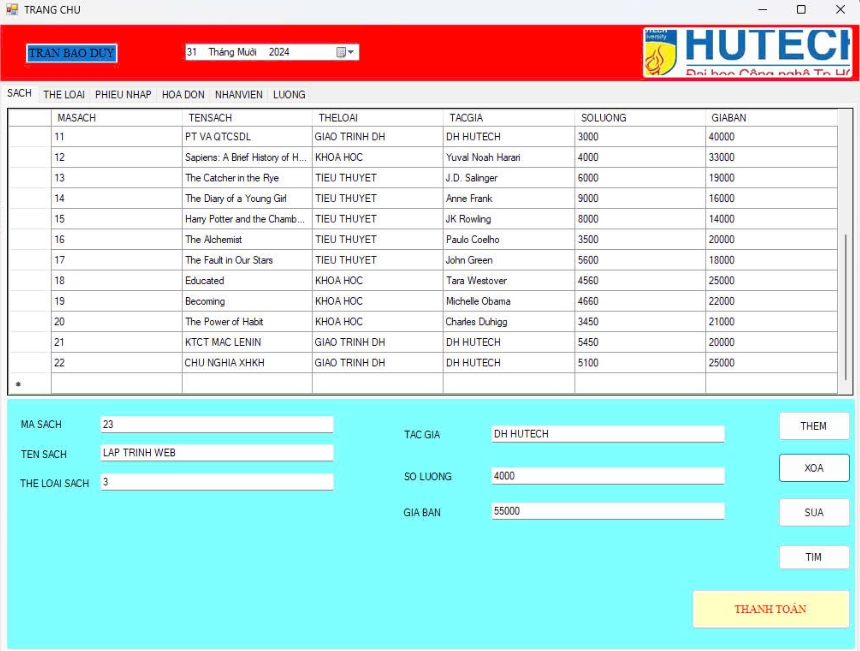 TRANG CHU
TRAN BAO DUY
31 Tháng Mười 2024
HUTECH
Đại học Công nghệ Tp HC
SACH THE LOAI PHIEU NHAP HOA DON NHANVIEN LUONG
MASACH TENSACH THELOAI TACGIA SOLUONG GIABAN
11 PT VA QTCSDL GIAO TRINH DH DH HUTECH 3000 40000
12 Sapiens: A Brief History of H... KHOA HOC Yuval Noah Harari 4000 33000
13 The Catcher in the Rye TIEU THUYET J.D. Salinger 6000 19000
14 The Diary of a Young Girl TIEU THUYET Anne Frank 9000 16000
15 Harry Potter and the Chamb... TIEU THUYET JK Rowling 8000 14000
16 The Alchemist TIEU THUYET Paulo Coelho 3500 20000
17 The Fault in Our Stars TIEU THUYET John Green 5600 18000
18 Educated KHOA HOC Tara Westover 4560 25000
19 Becoming KHOA HOC Michelle Obama 4660 22000
20 The Power of Habit KHOA HOC Charles Duhigg 3450 21000
21 KTCT MAC LENIN GIAO TRINH DH DH HUTECH 5450 20000
22 CHU NGHIA XHKH GIAO TRINH DH DH HUTECH 5100 25000
MA SACH 23
TEN SACH LAP TRINH WEB
THE LOAI SACH 3
TAC GIA DH HUTECH
SO LUONG 4000
GIA BAN 55000
THEM
XOA
SUA
TIM
THANH TOÁN